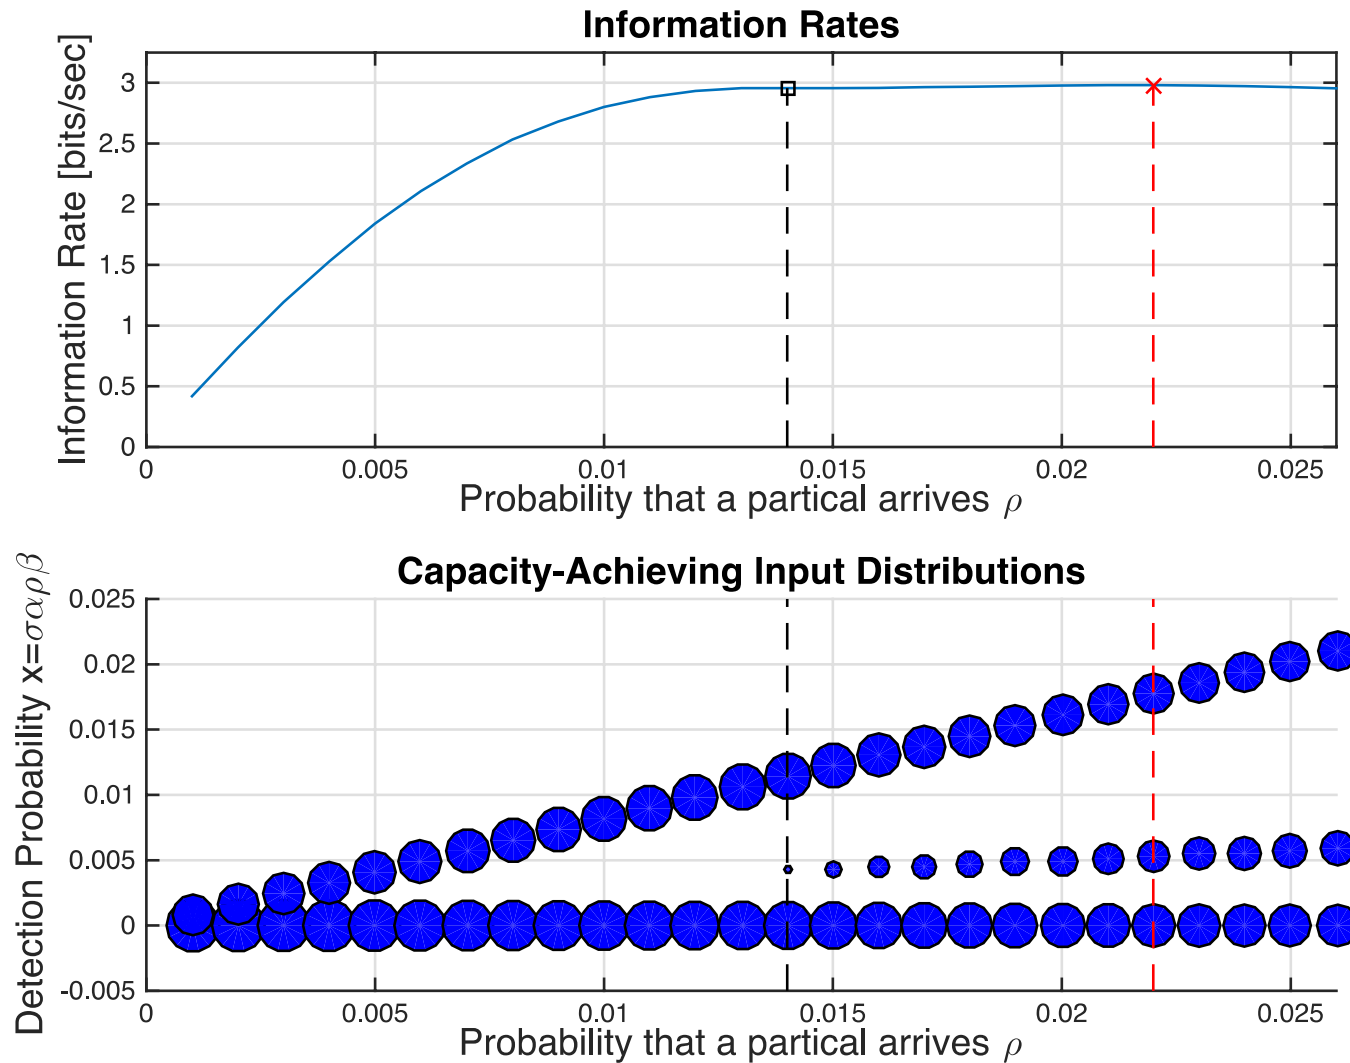 Information Rates
Information Rate [bits/sec]
3
2.5
2
1.5
1
0.5
0
0 0.005 0.01 0.015 0.02 0.025
Probability that a partical arrives ρ
Capacity-Achieving Input Distributions
Detection Probability x=σαρβ
0.025
0.02
0.015
0.01
0.005
0
-0.005
0 0.005 0.01 0.015 0.02 0.025
Probability that a partical arrives ρ